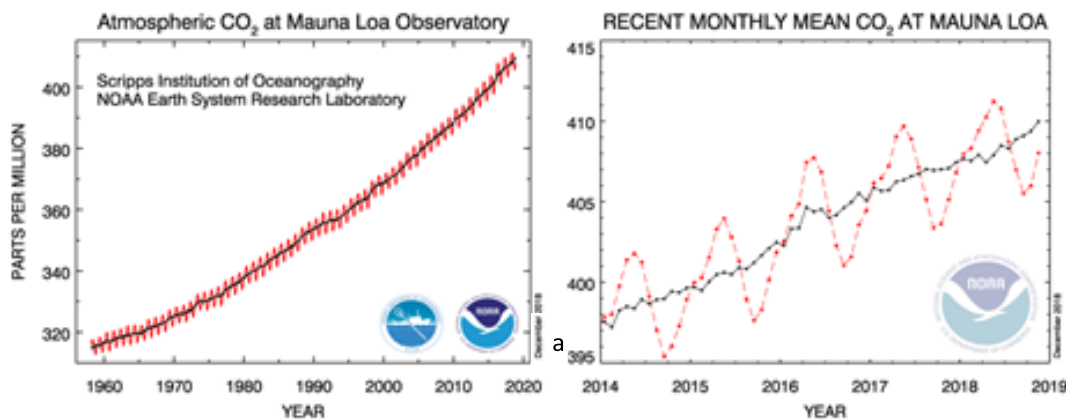 Atmospheric CO₂ at Mauna Loa Observatory
Scripps Institution of Oceanography
NOAA Earth System Research Laboratory
PARTS PER MILLION
400
380
360
340
320
1960 1970 1980 1990 2000 2010 2020
YEAR
NOAA
December 2018
a
RECENT MONTHLY MEAN CO₂ AT MAUNA LOA
415
410
405
400
395
2014 2015 2016 2017 2018 2019
YEAR
NOAA
December 2018